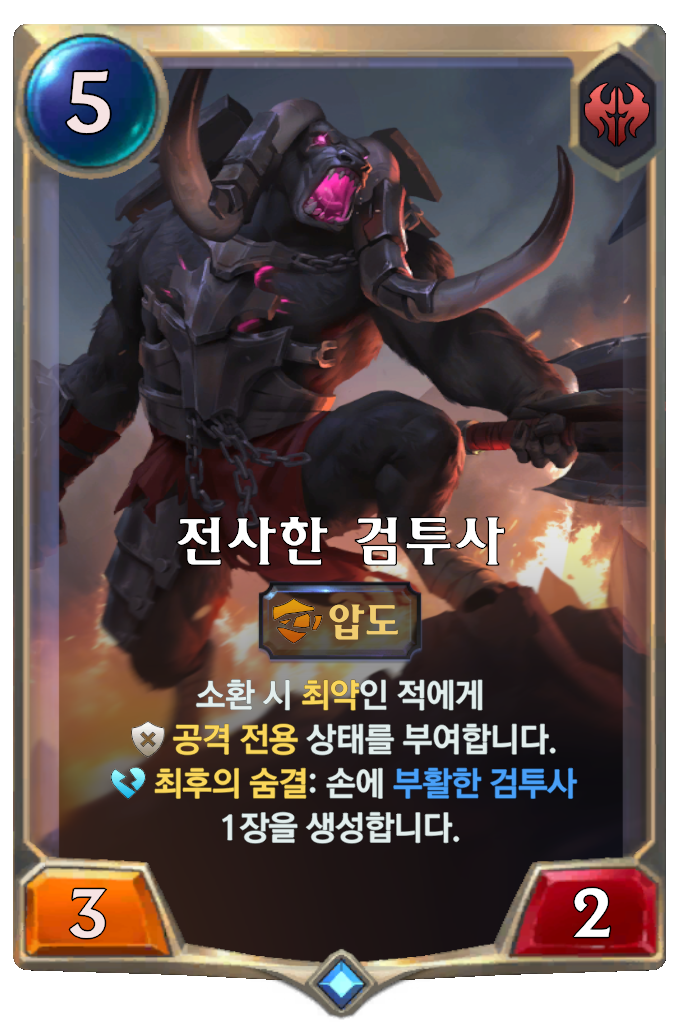 5
전사한 검투사
압도
소환 시 최약인 적에게
공격 전용 상태를 부여합니다.
최후의 숨결: 손에 부활한 검투사
1장을 생성합니다.
3
2